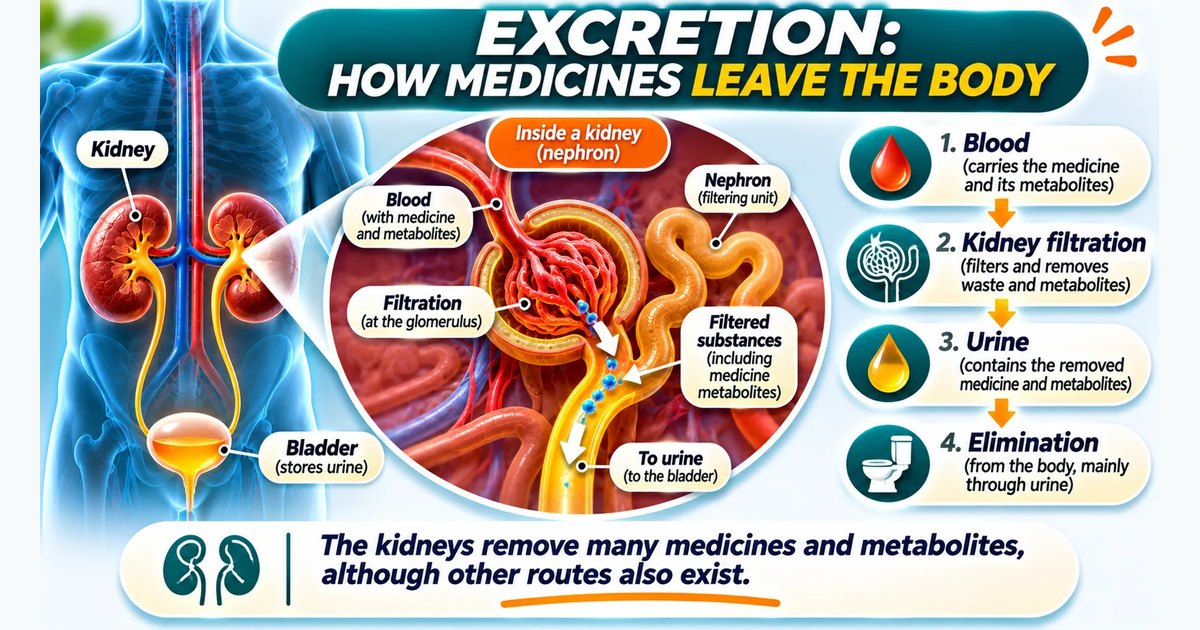 EXCRETION:
HOW MEDICINES LEAVE THE BODY
Kidney
Bladder
(stores urine)
Inside a kidney
(nephron)
Blood
(with medicine
and metabolites)
Nephron
(filtering unit)
Filtration
(at the glomerulus)
Filtered
substances
(including
medicine
metabolites)
To urine
(to the bladder)
1. Blood
(carries the medicine
and its metabolites)
2. Kidney filtration
(filters and removes
waste and metabolites)
3. Urine
(contains the removed
medicine and metabolites)
4. Elimination
(from the body, mainly
through urine)
The kidneys remove many medicines and metabolites,
although other routes also exist.